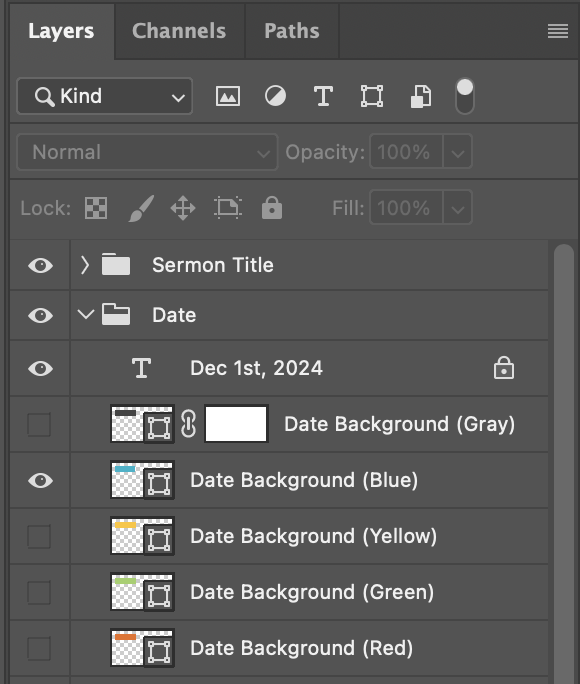 Layers Channels Paths
Kind
Normal Opacity: 100%
Lock: Fill: 100%
Sermon Title
Date
Dec 1st, 2024
Date Background (Gray)
Date Background (Blue)
Date Background (Yellow)
Date Background (Green)
Date Background (Red)